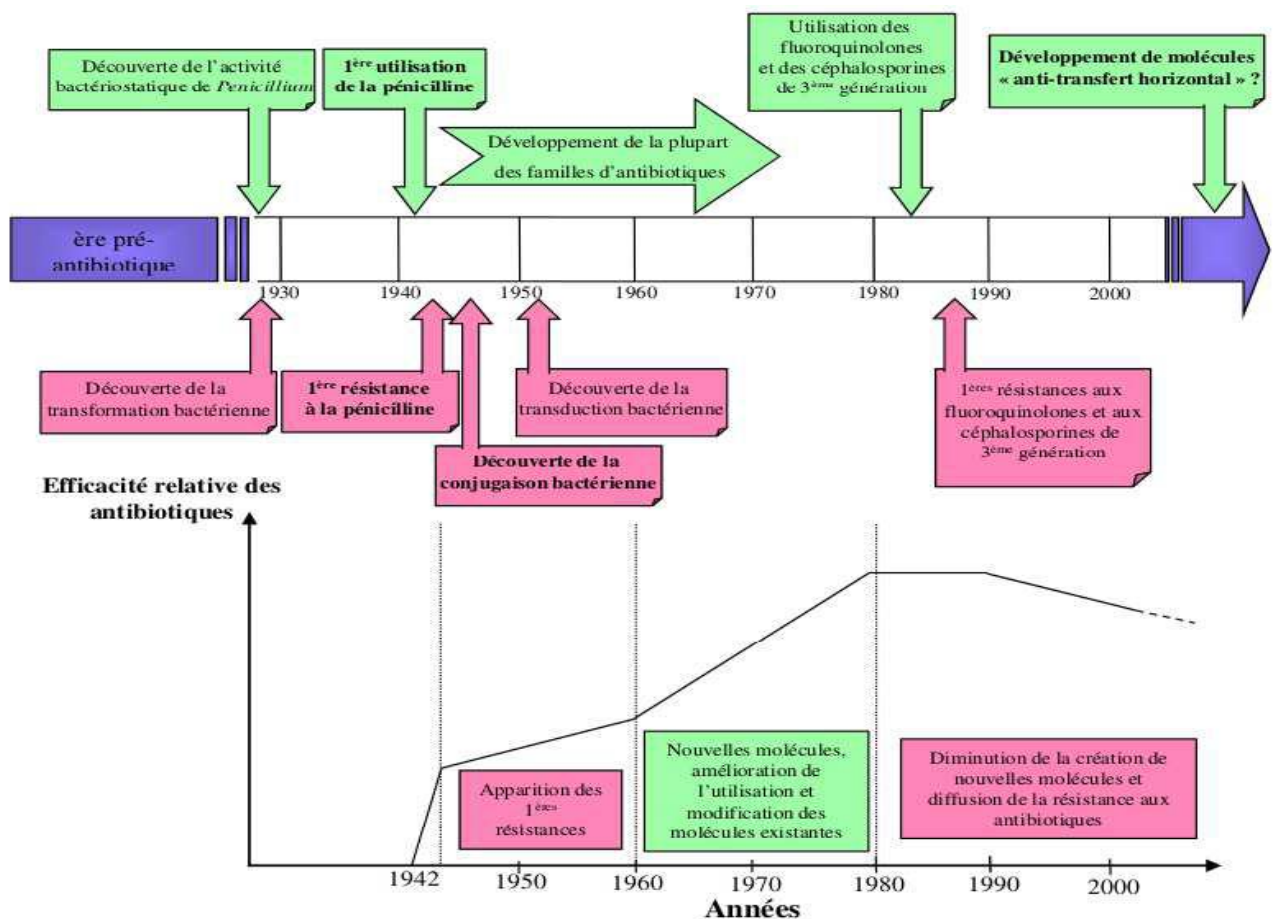 Découverte de l'activité
bactériostatique de Penicillium
1ère utilisation
de la pénicilline
Développement de la plupart
des familles d'antibiotiques
Utilisation des
fluoroquinolones
et des céphalosporines
de 3ème génération
Développement de molécules
« anti-transfert horizontal » ?
ère pré-
antibiotique
1930
1940
1950
1960
1970
1980
1990
2000
Découverte de la
transformation bactérienne
1ère résistance
à la pénicilline
Découverte de la
conjugaison bactérienne
Découverte de la
transduction bactérienne
1ères résistances aux
fluoroquinolones et aux
céphalosporines de
3ème génération
Efficacité relative des
antibiotiques
Apparition des
1ères
résistances
Nouvelles molécules,
amélioration de
l'utilisation et
modification des
molécules existantes
Diminution de la création de
nouvelles molécules et
diffusion de la résistance aux
antibiotiques
1942
1950
1960
1970
1980
1990
2000
Années